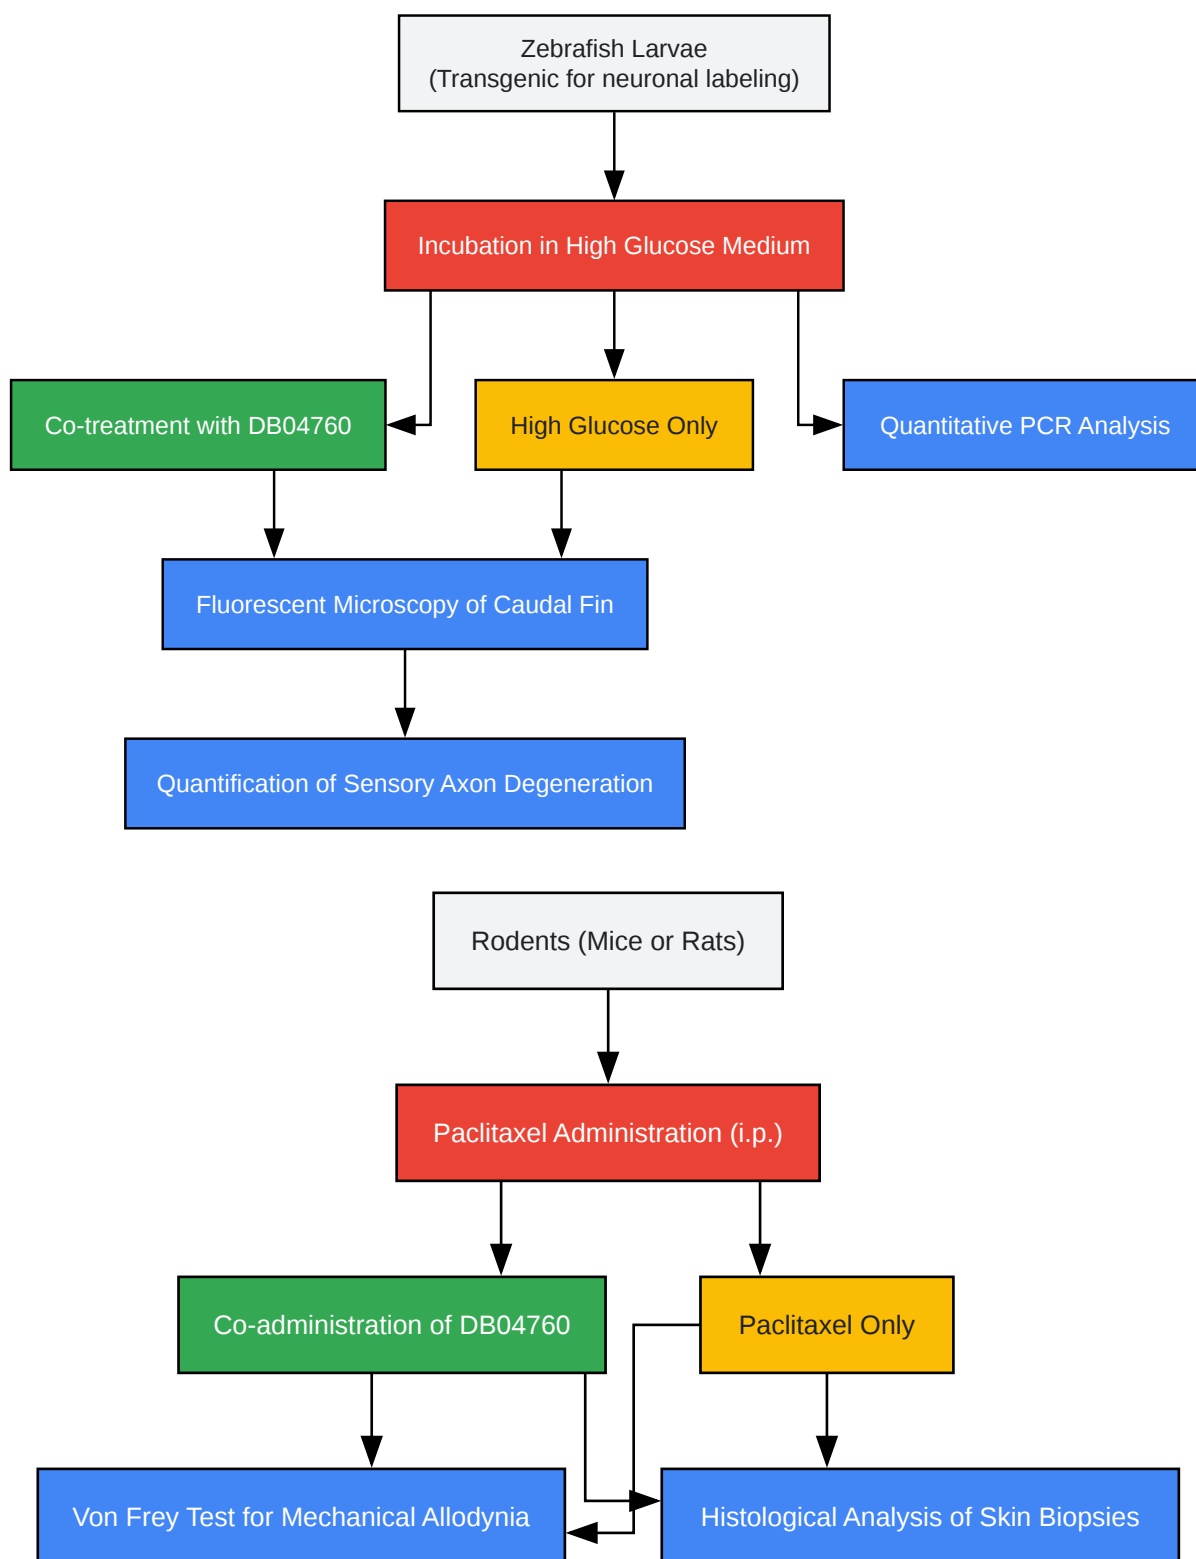 Zebrafish Larvae
(Transgenic for neuronal labeling)
Incubation in High Glucose Medium
Co-treatment with DB04760
High Glucose Only
Quantitative PCR Analysis
Fluorescent Microscopy of Caudal Fin
Quantification of Sensory Axon Degeneration
Rodents (Mice or Rats)
Paclitaxel Administration (i.p.)
Co-administration of DB04760
Paclitaxel Only
Von Frey Test for Mechanical Allodynia
Histological Analysis of Skin Biopsies